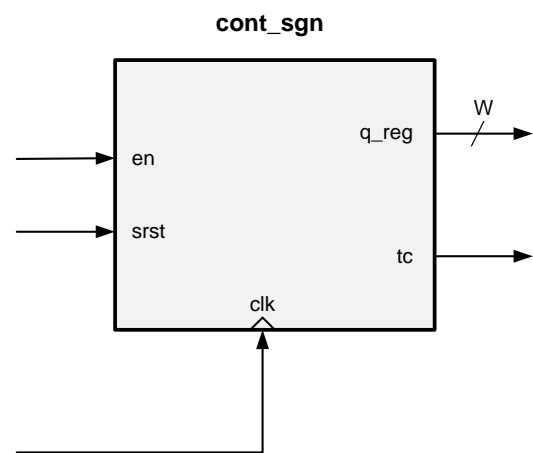 cont_sgn
W
q_reg
en
srst
tc
clk